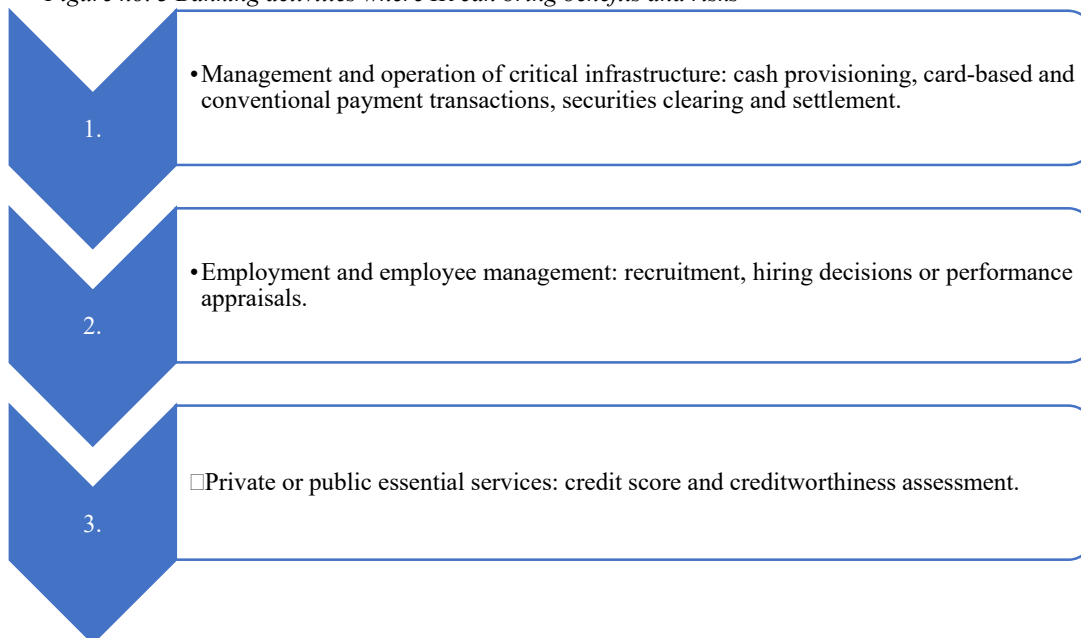 1.
•Management and operation of critical infrastructure: cash provisioning, card-based and
conventional payment transactions, securities clearing and settlement.
2.
•Employment and employee management: recruitment, hiring decisions or performance
appraisals.
3.
□Private or public essential services: credit score and creditworthiness assessment.